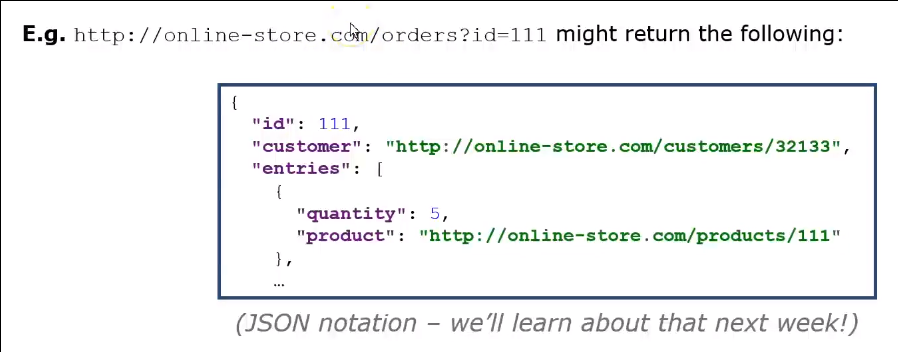 E.g. http://online-store.com/orders?id=111 might return the following:
{
"id": 111,
"customer": "http://online-store.com/customers/32133",
"entries": [
{
"quantity": 5,
"product": "http://online-store.com/products/111"
},
…
(JSON notation – we’ll learn about that next week!)